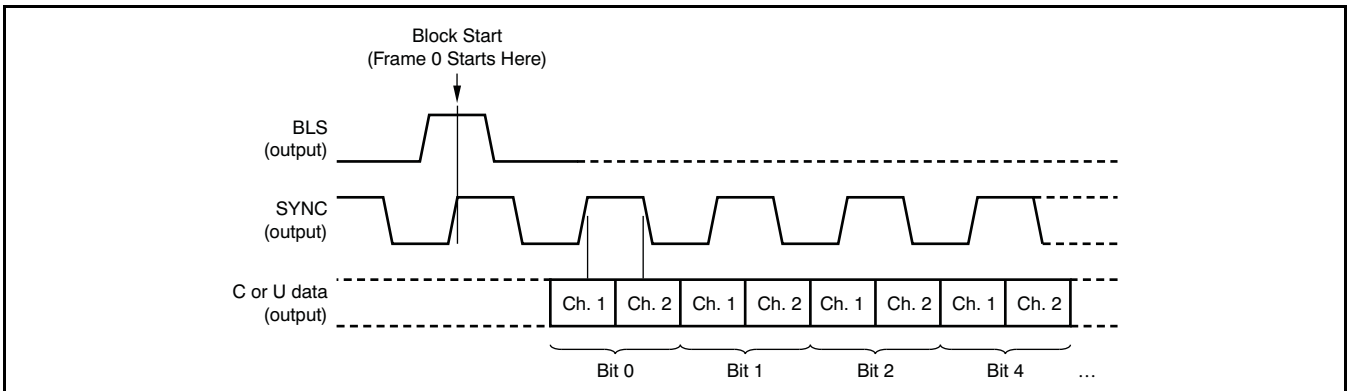 Block Start
(Frame 0 Starts Here)
BLS
(output)
SYNC
(output)
C or U data
(output)
Ch. 1 Ch. 2 Ch. 1 Ch. 2 Ch. 1 Ch. 2 Ch. 1 Ch. 2
Bit 0 Bit 1 Bit 2 Bit 4 ...